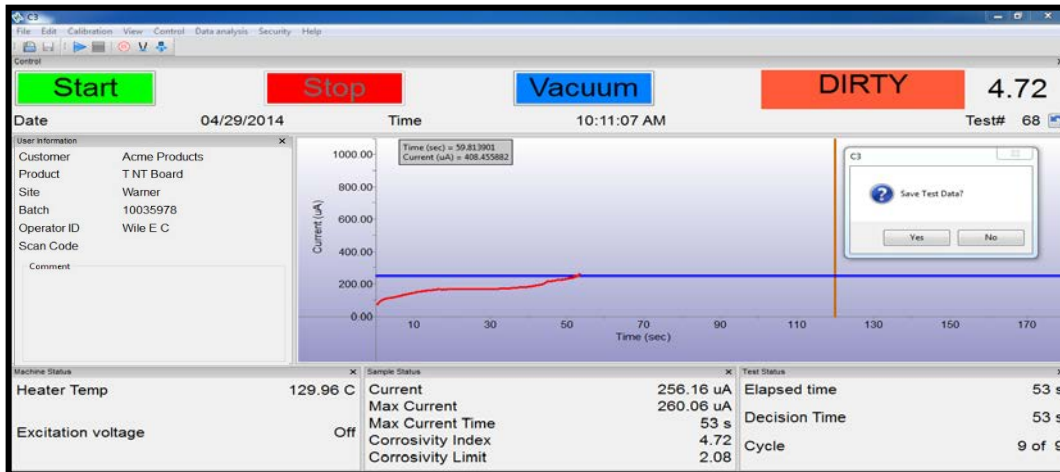 C3
File Edit Calibration View Control Data analysis Security Help
Control
Start Stop Vacuum DIRTY 4.72
Date 04/29/2014 Time 10:11:07 AM Test# 68
User Information
Customer Acme Products
Product T NT Board
Site Warner
Batch 10035978
Operator ID Wile E C
Scan Code
Comment
Time (sec) = 59.813901
Current (uA) = 408.455882
1000.00
800.00
600.00
400.00
200.00
0.00
Current (uA)
10 30 50 70 90 110 130 150 170
Time (sec)
C3
Save Test Data?
Yes No
Machine Status
Heater Temp 129.96 C
Excitation voltage Off
Sample Status
Current 256.16 uA
Max Current 260.06 uA
Max Current Time 53 s
Corrosivity Index 4.72
Corrosivity Limit 2.08
Test Status
Elapsed time 53 s
Decision Time 53 s
Cycle 9 of 9